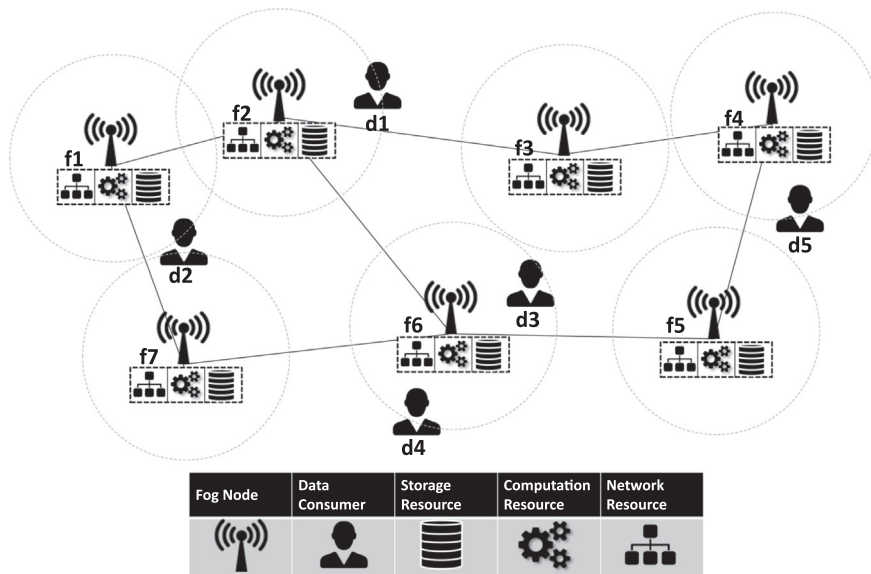 f1
f2
d1
f3
f4
d2
d5
f7
f6
d3
f5
d4
Fog Node
Data
Consumer
Storage
Resource
Computation
Resource
Network
Resource